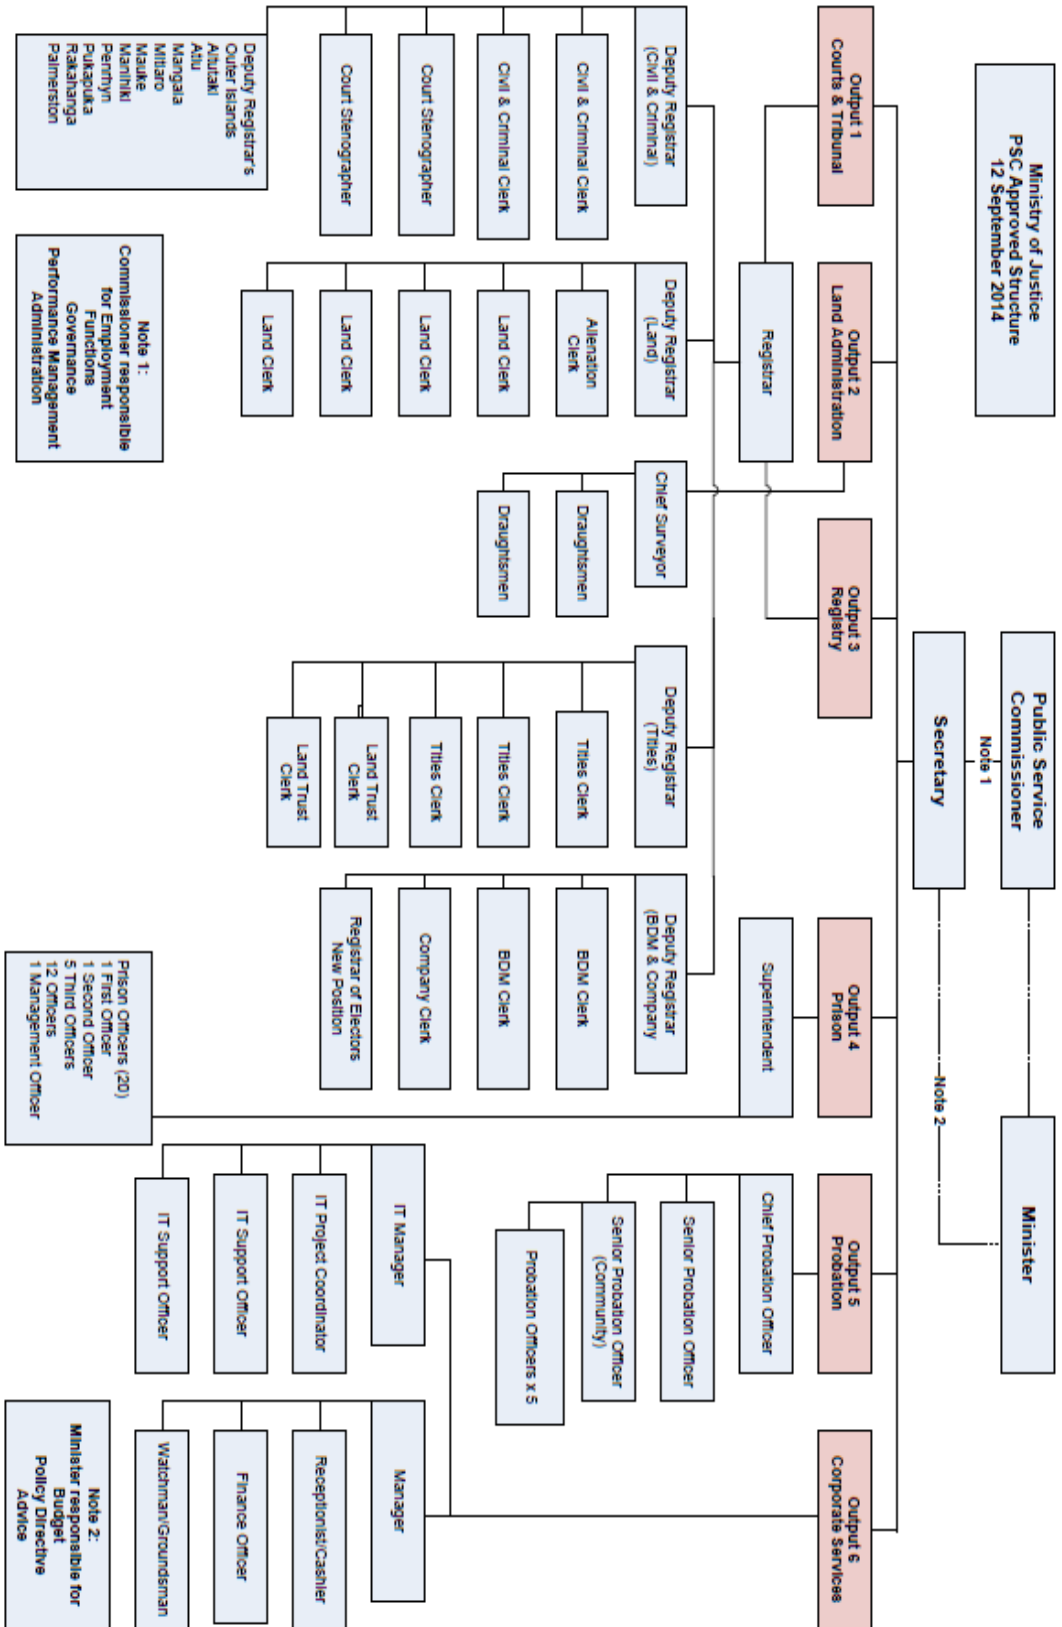 Ministry of Justice
PSC Approved Structure
12 September 2014
Public Service
Commissioner
Minister
Note 1
Note 2
Secretary
Output 1
Courts & Tribunal
Output 2
Land Administration
Output 3
Registry
Output 4
Prison
Output 5
Probation
Output 6
Corporate Services
Registrar
Superintendent
Chief Probation Officer
Senior Probation Officer
Senior Probation Officer
(Community)
Probation Officers x 5
Deputy Registrar
(Civil & Criminal)
Civil & Criminal Clerk
Civil & Criminal Clerk
Court Stenographer
Court Stenographer
Deputy Registrar's
Outer Islands
Aitutaki
Atiu
Mangaia
Mitiaro
Mauke
Manihiki
Penrhyn
Pukapuka
Rakahanga
Palmerston
Deputy Registrar
(Land)
Alienation
Clerk
Land Clerk
Land Clerk
Land Clerk
Land Clerk
Chief Surveyor
Draughtsmen
Draughtsmen
Deputy Registrar
(Titles)
Titles Clerk
Titles Clerk
Titles Clerk
Land Trust
Clerk
Land Trust
Clerk
Deputy Registrar
(BDM & Company
BDM Clerk
BDM Clerk
Company Clerk
Registrar of Electors
New Position
Prison Officers (20)
1 First Officer
1 Second Officer
5 Third Officers
12 Officers
1 Management Officer
IT Manager
IT Project Coordinator
IT Support Officer
IT Support Officer
Manager
Receptionist/Cashier
Finance Officer
Watchman/Groundsman
Note 1:
Commissioner responsible
for Employment
Functions
Governance
Performance Management
Administration
Note 2:
Minister responsible for
Budget
Policy Directive
Advice